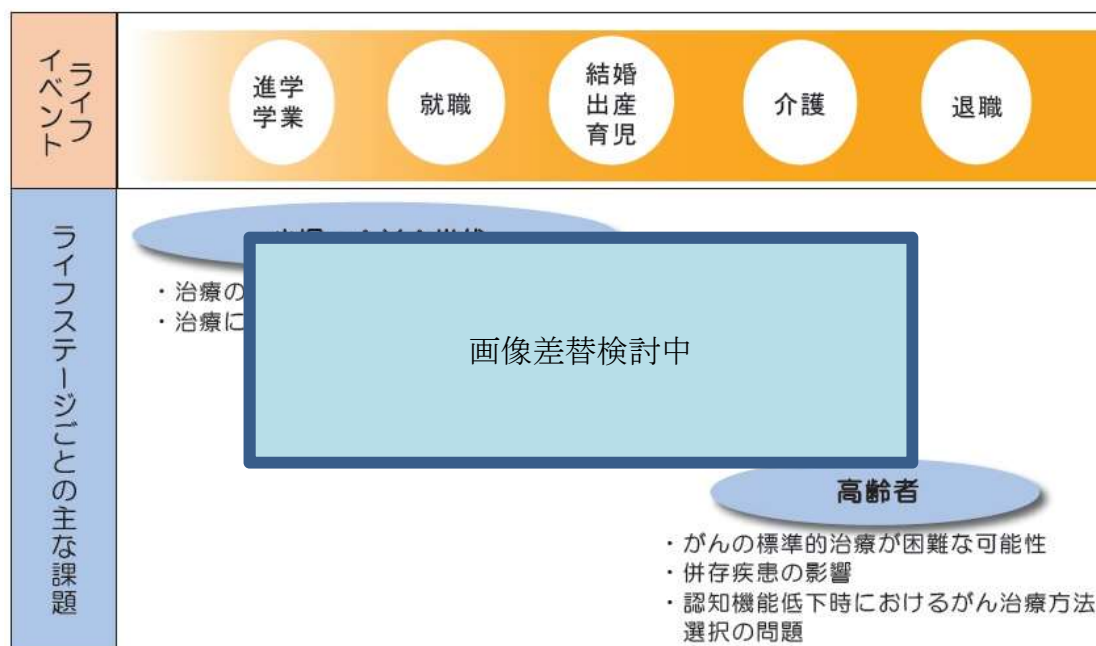 ライフ
イベント
進学
学業
就職
結婚
出産
育児
介護
退職
ライフステージごとの主な課題
・治療の
・治療に
画像差替検討中
高齢者
・がんの標準的治療が困難な可能性
・併存疾患の影響
・認知機能低下時におけるがん治療方法
選択の問題